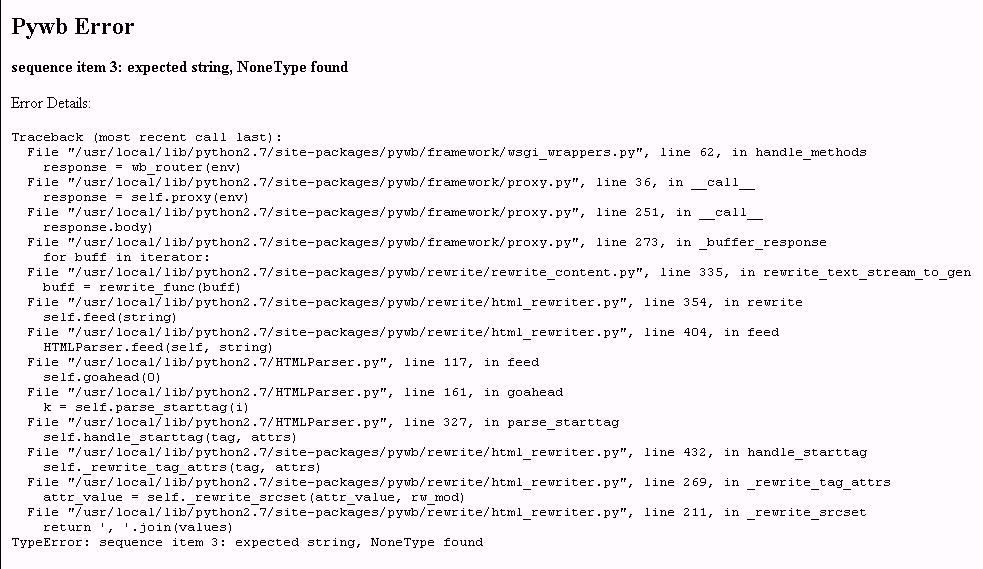 Pywb Error
sequence item 3: expected string, NoneType found
Error Details:
Traceback (most recent call last):
  File "/usr/local/lib/python2.7/site-packages/pywb/framework/wsgi_wrappers.py", line 62, in handle_methods
    response = wb_router(env)
  File "/usr/local/lib/python2.7/site-packages/pywb/framework/proxy.py", line 36, in __call__
    response = self.proxy(env)
  File "/usr/local/lib/python2.7/site-packages/pywb/framework/proxy.py", line 251, in __call__
    response.body)
  File "/usr/local/lib/python2.7/site-packages/pywb/framework/proxy.py", line 273, in _buffer_response
    for buff in iterator:
  File "/usr/local/lib/python2.7/site-packages/pywb/rewrite/rewrite_content.py", line 335, in rewrite_text_stream_to_gen
    buff = rewrite_func(buff)
  File "/usr/local/lib/python2.7/site-packages/pywb/rewrite/html_rewriter.py", line 354, in rewrite
    self.feed(string)
  File "/usr/local/lib/python2.7/site-packages/pywb/rewrite/html_rewriter.py", line 404, in feed
    HTMLParser.feed(self, string)
  File "/usr/local/lib/python2.7/HTMLParser.py", line 117, in feed
    self.goahead(0)
  File "/usr/local/lib/python2.7/HTMLParser.py", line 161, in goahead
    k = self.parse_starttag(i)
  File "/usr/local/lib/python2.7/HTMLParser.py", line 327, in parse_starttag
    self.handle_starttag(tag, attrs)
  File "/usr/local/lib/python2.7/site-packages/pywb/rewrite/html_rewriter.py", line 432, in handle_starttag
    self._rewrite_tag_attrs(tag, attrs)
  File "/usr/local/lib/python2.7/site-packages/pywb/rewrite/html_rewriter.py", line 269, in _rewrite_tag_attrs
    attr_value = self._rewrite_srcset(attr_value, rw_mod)
  File "/usr/local/lib/python2.7/site-packages/pywb/rewrite/html_rewriter.py", line 211, in _rewrite_srcset
    return ', '.join(values)
TypeError: sequence item 3: expected string, NoneType found